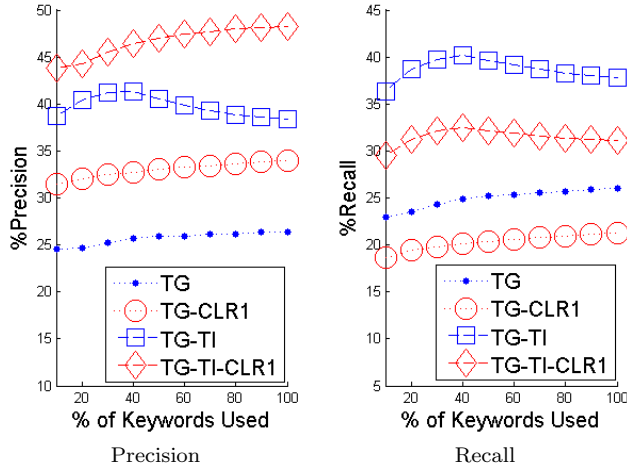 50
45
40
35
30
25
20
15
10
%Precision
20 40 60 80 100
% of Keywords Used
TG
TG-CLR1
TG-TI
TG-TI-CLR1
Precision
45
40
35
30
25
20
15
10
5
%Recall
20 40 60 80 100
% of Keywords Used
TG
TG-CLR1
TG-TI
TG-TI-CLR1
Recall